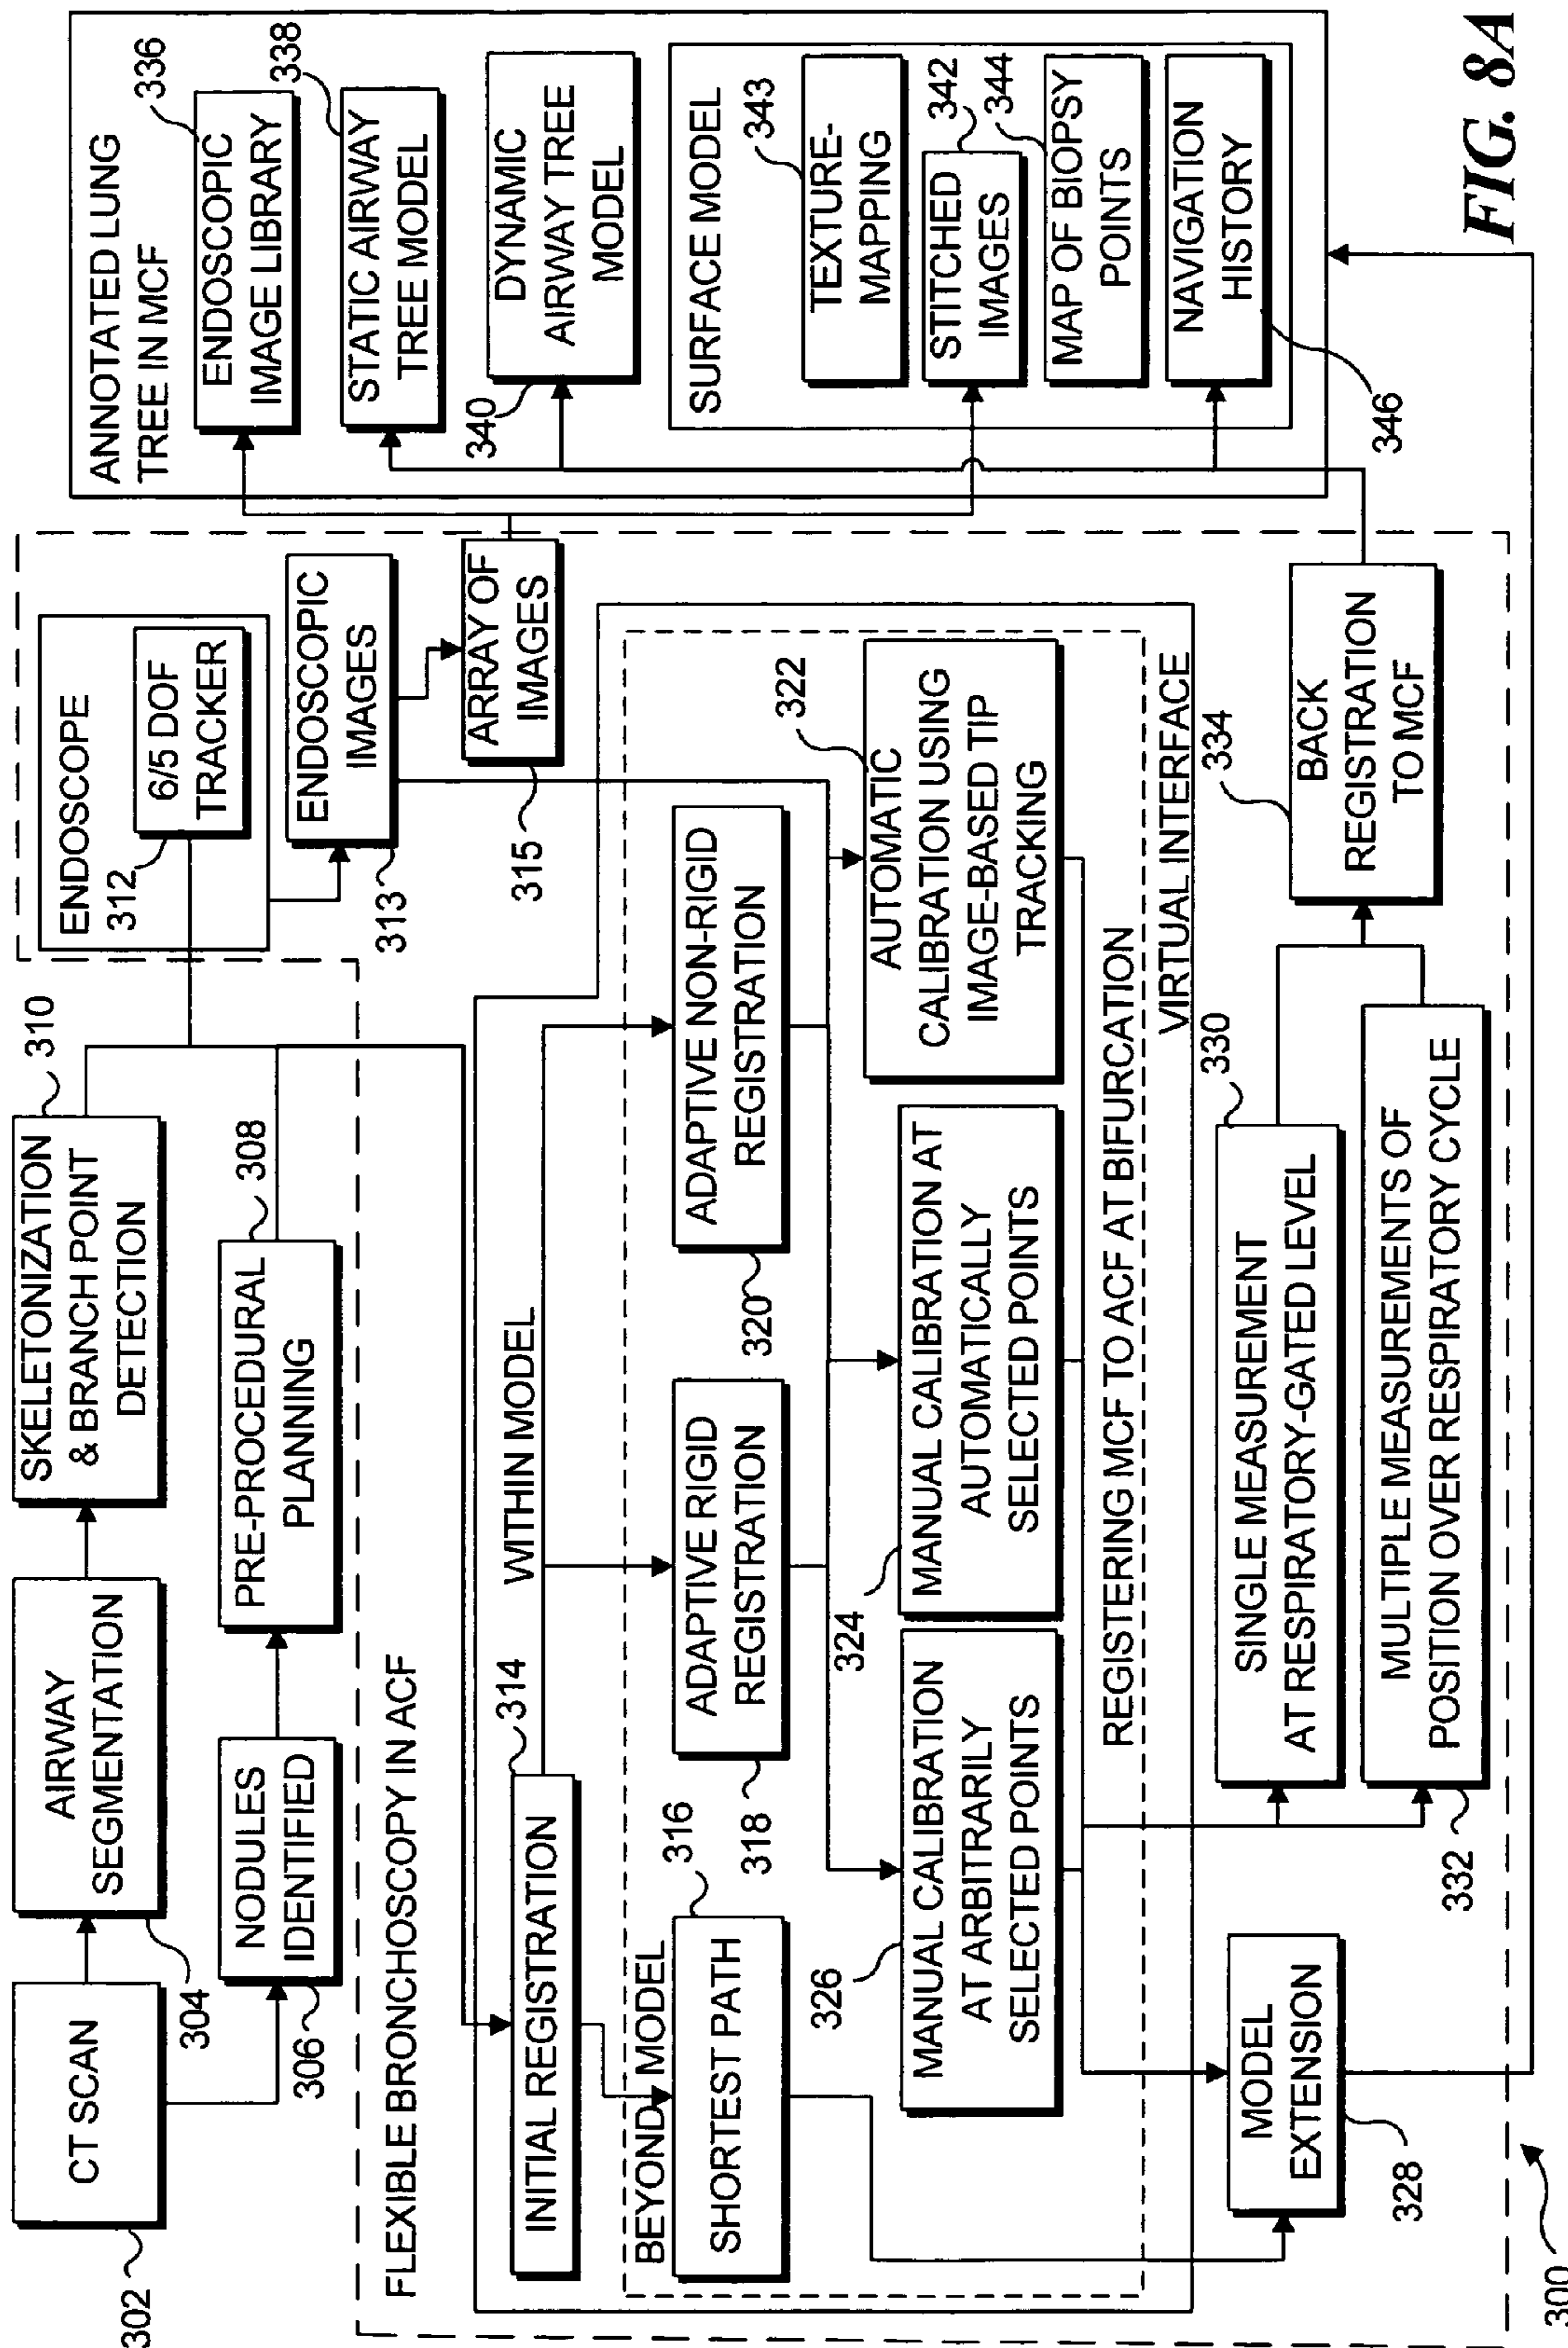 CT SCAN
302
AIRWAY
SEGMENTATION
304
SKELETONIZATION
& BRANCH POINT
DETECTION
310
NODULES
IDENTIFIED
306
PRE-PROCEDURAL
PLANNING
308
ENDOSCOPE
312
6/5 DOF
TRACKER
ENDOSCOPIC
IMAGES
313
ARRAY OF
IMAGES
315
FLEXIBLE BRONCHOSCOPY IN ACF
INITIAL REGISTRATION
314
WITHIN MODEL
BEYOND MODEL
SHORTEST PATH
316
ADAPTIVE RIGID
REGISTRATION
318
ADAPTIVE NON-RIGID
REGISTRATION
320
MANUAL CALIBRATION
AT ARBITRARILY
SELECTED POINTS
326
MANUAL CALIBRATION AT
AUTOMATICALLY
SELECTED POINTS
324
AUTOMATIC
CALIBRATION USING
IMAGE-BASED TIP
TRACKING
322
REGISTERING MCF TO ACF AT BIFURCATION
VIRTUAL INTERFACE
MODEL
EXTENSION
328
SINGLE MEASUREMENT
AT RESPIRATORY-GATED LEVEL
330
MULTIPLE MEASUREMENTS OF
POSITION OVER RESPIRATORY CYCLE
332
BACK
REGISTRATION
TO MCF
334
ANNOTATED LUNG
TREE IN MCF
336
ENDOSCOPIC
IMAGE LIBRARY
338
STATIC AIRWAY
TREE MODEL
DYNAMIC
AIRWAY TREE
MODEL
340
SURFACE MODEL
343
TEXTURE-
MAPPING
342
STITCHED
IMAGES
344
MAP OF BIOPSY
POINTS
NAVIGATION
HISTORY
346
300
FIG. 8A